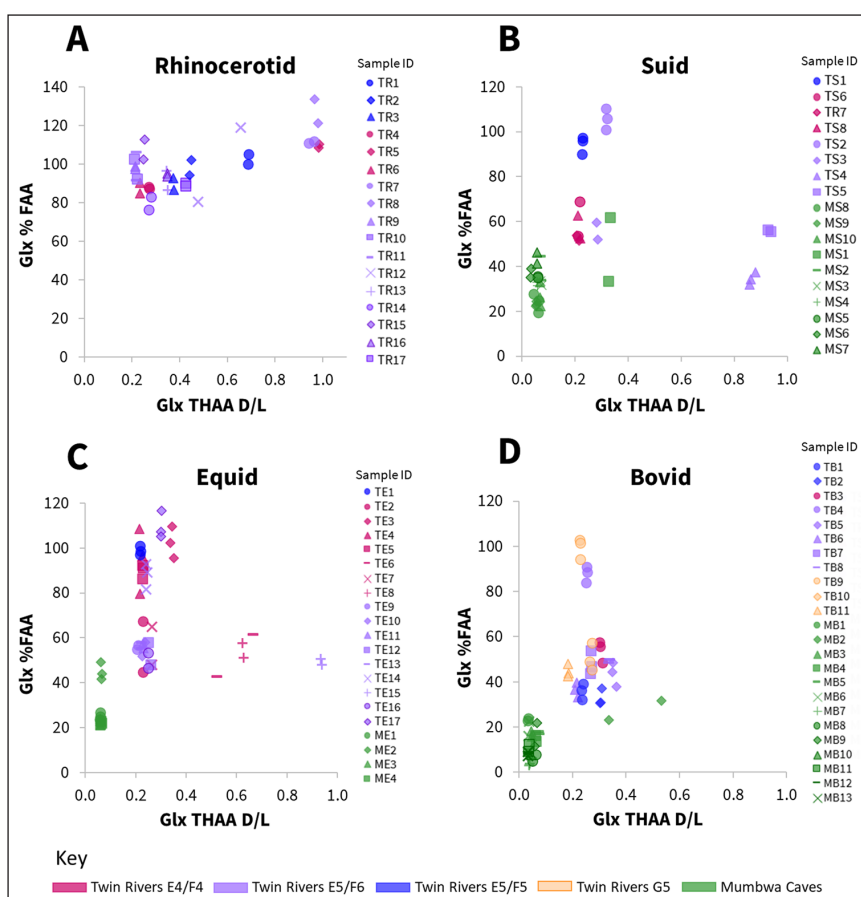 A
Rhinocerotid
Glx % FAA
140
120
100
80
60
40
20
0
0.0 0.2 0.4 0.6 0.8 1.0
Glx THAA D/L
Sample ID
TR1
TR2
TR3
TR4
TR5
TR6
TR7
TR8
TR9
TR10
TR11
TR12
TR13
TR14
TR15
TR16
TR17
B
Suid
Glx %FAA
120
100
80
60
40
20
0
0.0 0.2 0.4 0.6 0.8 1.0
Glx THAA D/L
Sample ID
TS1
TS6
TR7
TS8
TS2
TS3
TS4
TS5
MS8
MS9
MS10
MS1
MS2
MS3
MS4
MS5
MS6
MS7
C
Equid
Glx %FAA
120
100
80
60
40
20
0
0.0 0.2 0.4 0.6 0.8 1.0
Glx THAA D/L
Sample ID
TE1
TE2
TE3
TE4
TE5
TE6
TE7
TE8
TE9
TE10
TE11
TE12
TE13
TE14
TE15
TE16
TE17
ME1
ME2
ME3
ME4
D
Bovid
Glx %FAA
120
100
80
60
40
20
0
0.0 0.2 0.4 0.6 0.8 1.0
Glx THAA D/L
Sample ID
TB1
TB2
TB3
TB4
TB5
TB6
TB7
TB8
TB9
TB10
TB11
MB1
MB2
MB3
MB4
MB5
MB6
MB7
MB8
MB9
MB10
MB11
MB12
MB13
Key
Twin Rivers E4/F4 Twin Rivers E5/F6 Twin Rivers E5/F5 Twin Rivers G5 Mumbwa Caves